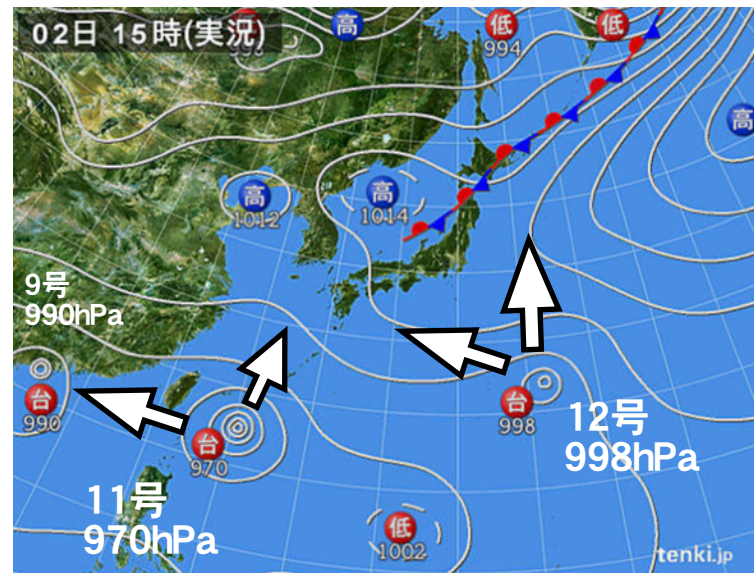 02日 15時(実況)
高
低
994
低
高
高
1012
高
1014
9号
990hPa
台
990
台
970
台
998
12号
998hPa
11号
970hPa
低
1002
tenki.jp